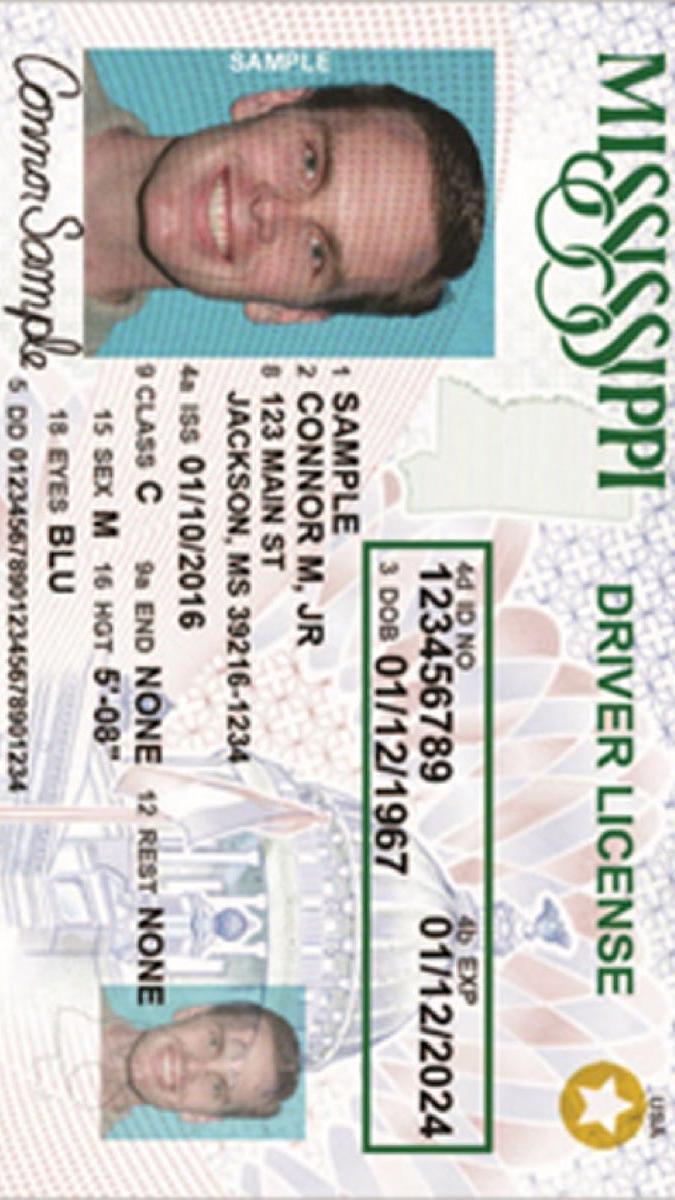 MISSISSIPPI DRIVER LICENSE
USA
SAMPLE
4d ID NO 4b EXP
123456789 01/12/2024
3 DOB 01/12/1967
1 SAMPLE
2 CONNOR M, JR
8 123 MAIN ST
JACKSON, MS 39216-1234
4a ISS 01/10/2016
9 CLASS C 9a END NONE 12 REST NONE
15 SEX M 16 HGT 5'-08"
18 EYES BLU
5 DD 0123456789012345678901234
Connor Sample